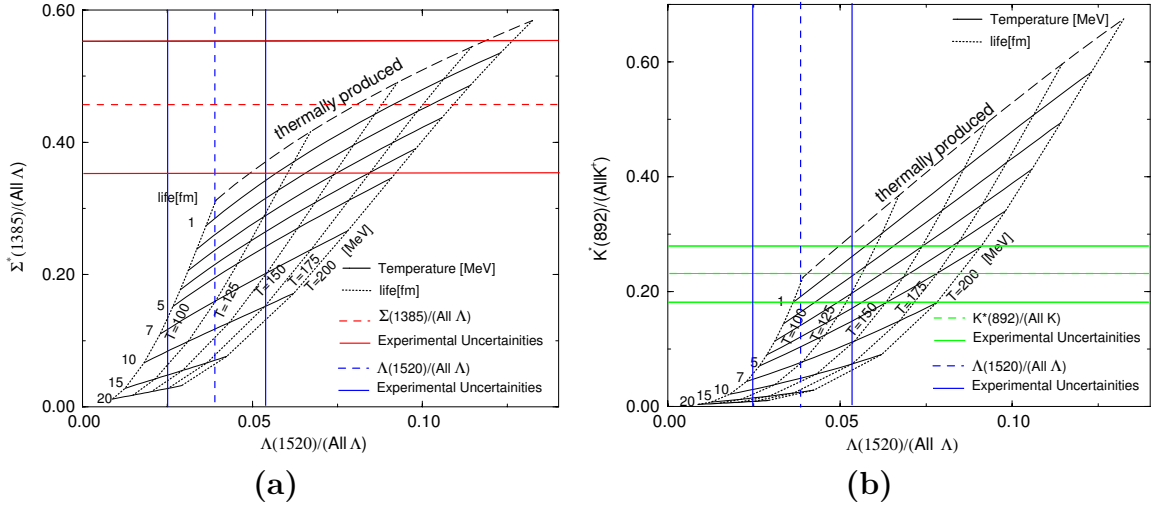 0.60
0.40
0.20
0.00
Σ*(1385)/(All Λ)
thermally produced
life[fm]
1
5
7
10
15
20
T=100
T=125
T=150
T=175
T=200
[MeV]
Temperature [MeV]
life[fm]
Σ(1385)/(All Λ)
Experimental Uncertainities
Λ(1520)/(All Λ)
Experimental Uncertainities
0.00
0.05
0.10
Λ(1520)/(All Λ)
(a)
0.60
0.40
0.20
0.00
K*(892)/(AllK+)
Temperature [MeV]
life[fm]
thermally produced
1
5
7
10
15
20
T=100
T=125
T=150
T=175
T=200
[MeV]
K*(892)/(All K)
Experimental Uncertainities
Λ(1520)/(All Λ)
Experimental Uncertainities
0.00
0.05
0.10
Λ(1520)/(All Λ)
(b)